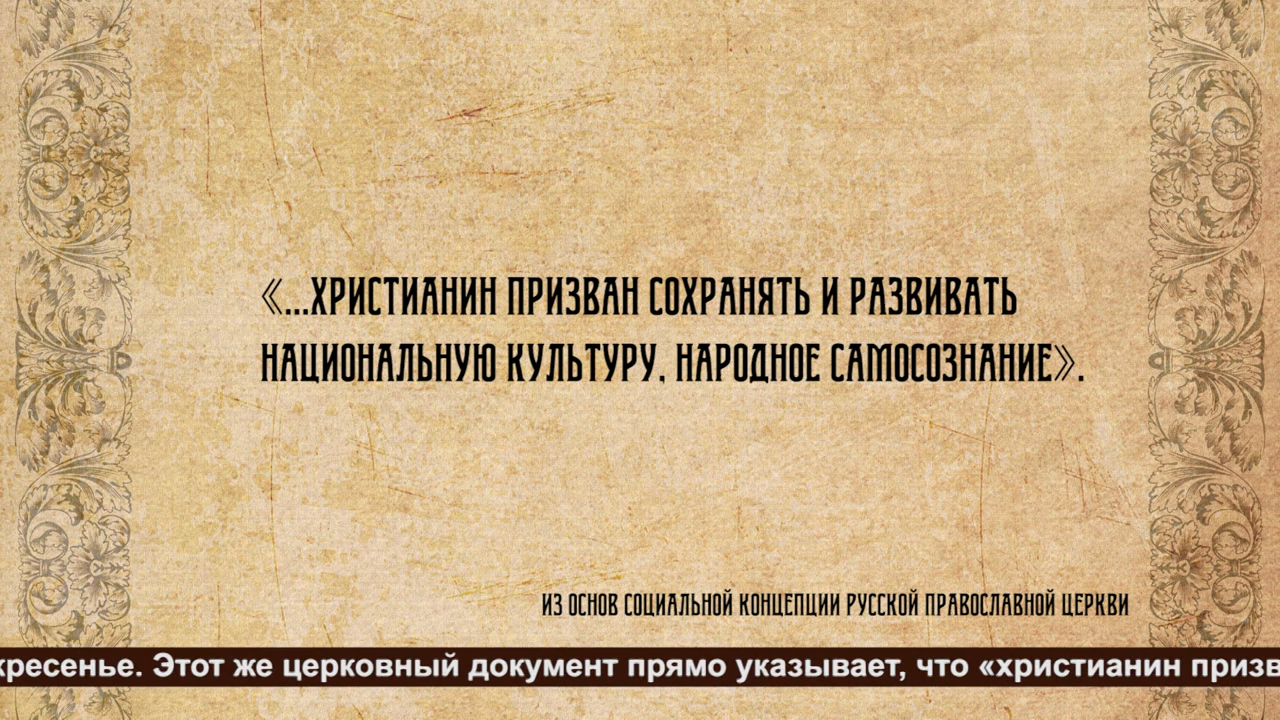 «...ХРИСТИАНИН ПРИЗВАН СОХРАНЯТЬ И РАЗВИВАТЬ
НАЦИОНАЛЬНУЮ КУЛЬТУРУ, НАРОДНОЕ САМОСОЗНАНИЕ».
ИЗ ОСНОВ СОЦИАЛЬНОЙ КОНЦЕПЦИИ РУССКОЙ ПРАВОСЛАВНОЙ ЦЕРКВИ
кресенье. Этот же церковный документ прямо указывает, что «христианин призв